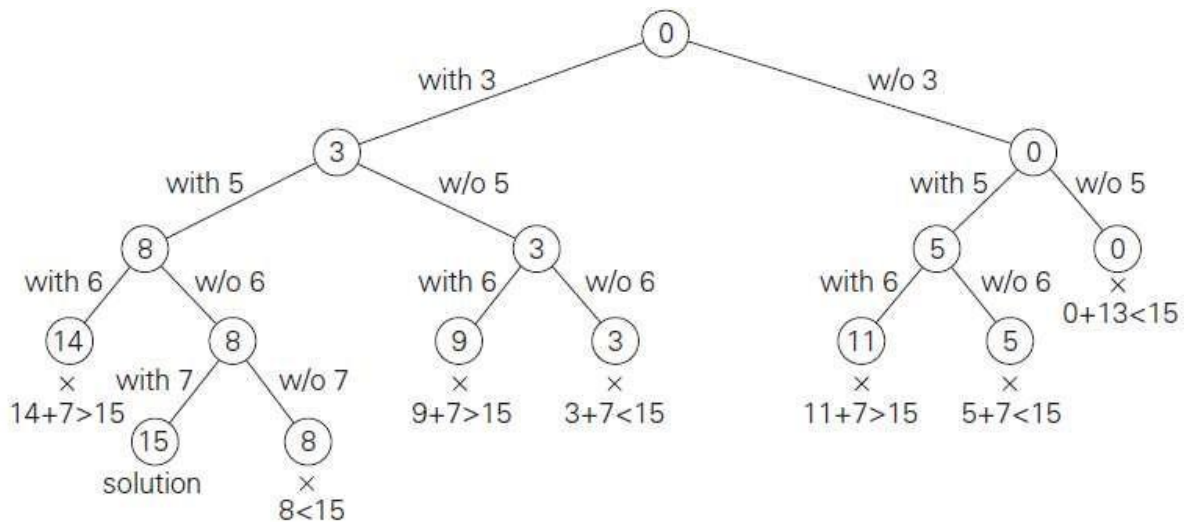 0
with 3
w/o 3
3
0
with 5
w/o 5
with 5
w/o 5
8
3
5
0
with 6
w/o 6
with 6
w/o 6
with 6
w/o 6
×
0+13<15
14
8
9
3
11
5
×
with 7
w/o 7
×
×
×
×
14+7>15
9+7>15
3+7<15
11+7>15
5+7<15
15
8
solution
×
8<15